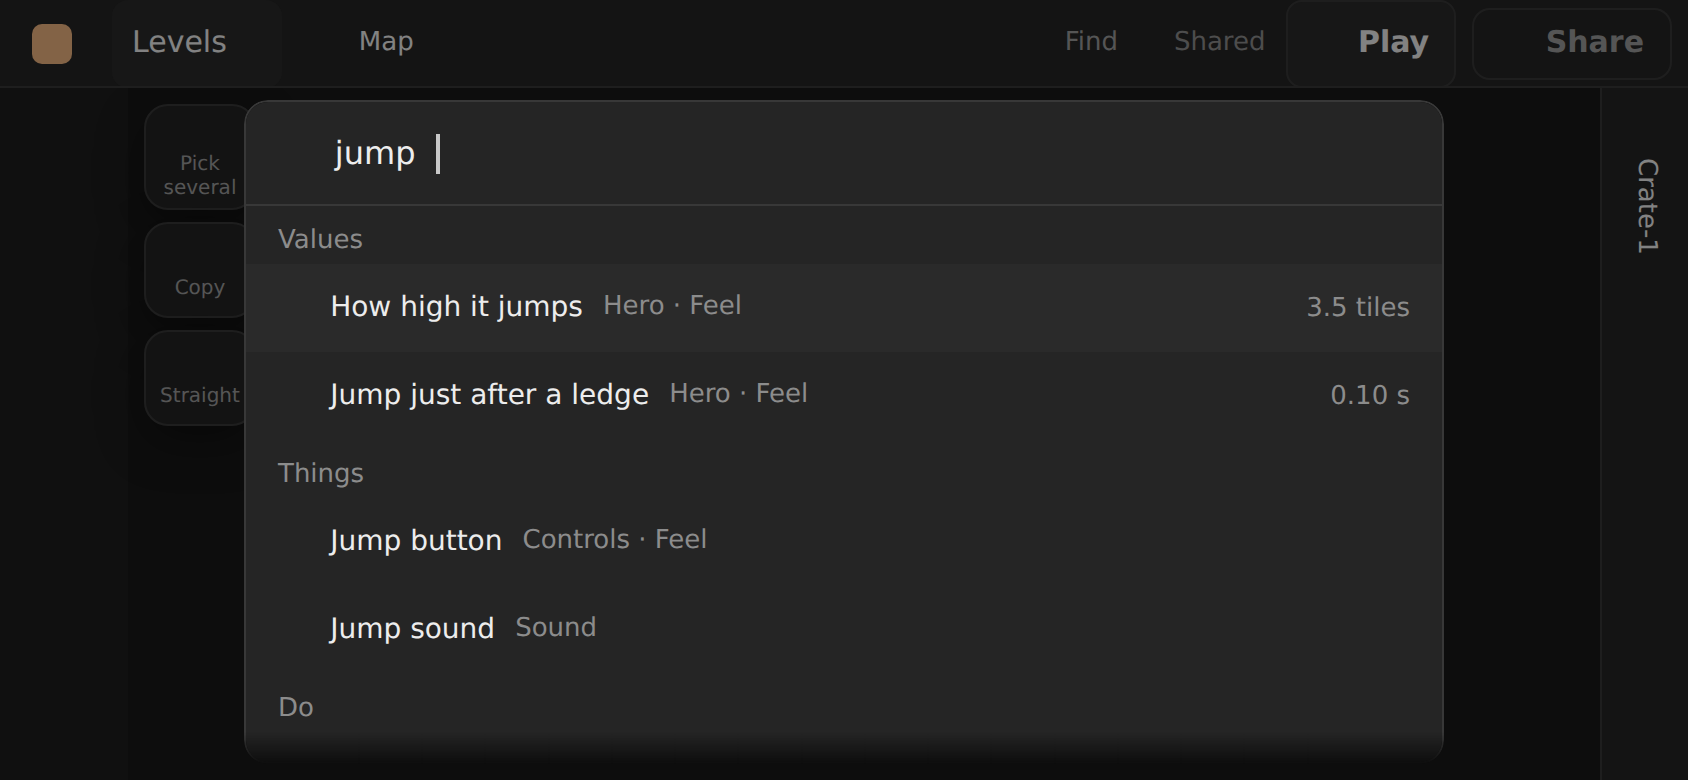 Levels
Map
Find
Shared
Play
Share
Pick
several
Copy
Straight
jump
Values
How high it jumps Hero · Feel 3.5 tiles
Jump just after a ledge Hero · Feel 0.10 s
Things
Jump button Controls · Feel
Jump sound Sound
Do
Crate-1